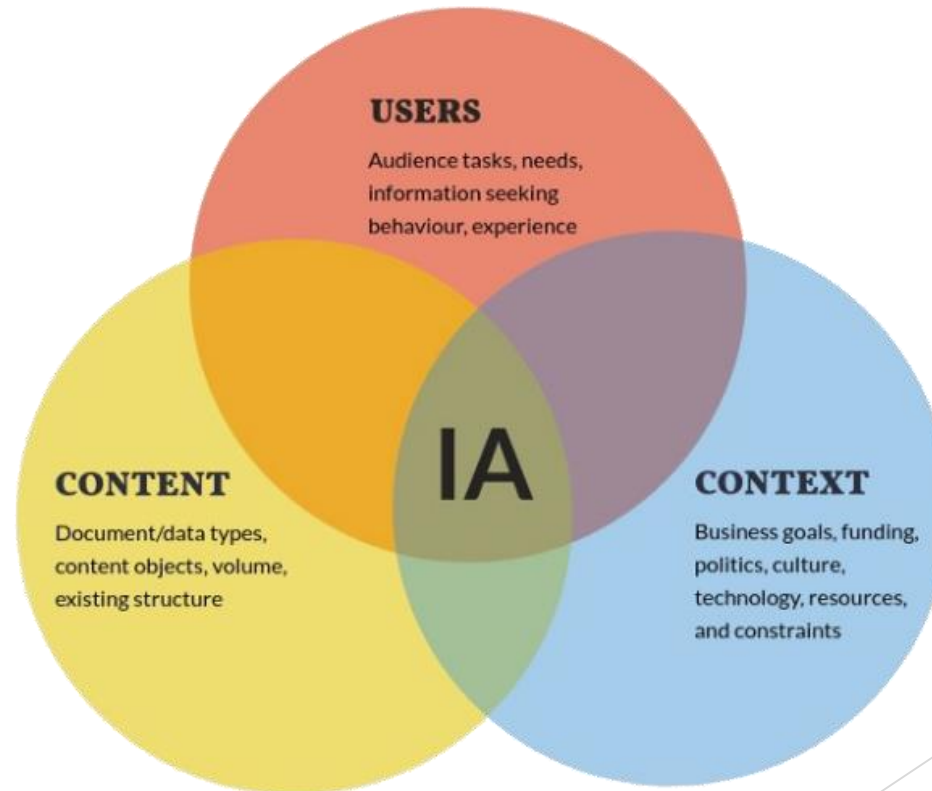 USERS
Audience tasks, needs,
information seeking
behaviour, experience
IA
CONTENT
Document/data types,
content objects, volume,
existing structure
CONTEXT
Business goals, funding,
politics, culture,
technology, resources,
and constraints